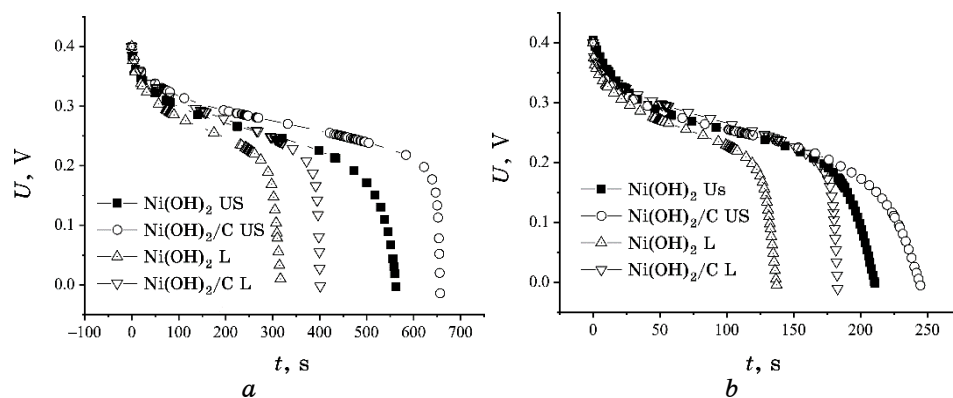 0.4
0.3
0.2
0.1
0.0
U, V
Ni(OH)₂ US
Ni(OH)₂/C US
Ni(OH)₂ L
Ni(OH)₂/C L
−100 0 100 200 300 400 500 600 700 800
t, s
a
0.4
0.3
0.2
0.1
0.0
U, V
Ni(OH)₂ Us
Ni(OH)₂/C US
Ni(OH)₂ L
Ni(OH)₂/C L
0 50 100 150 200 250
t, s
b